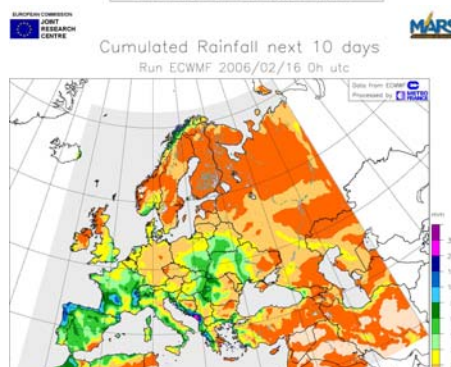 EUROPEAN COMMISSION
JOINT
RESEARCH
CENTRE
MARS
Cumulated Rainfall next 10 days
Run ECWMF 2006/02/16 0h utc
Data from ECMWF
Processed by METEO FRANCE